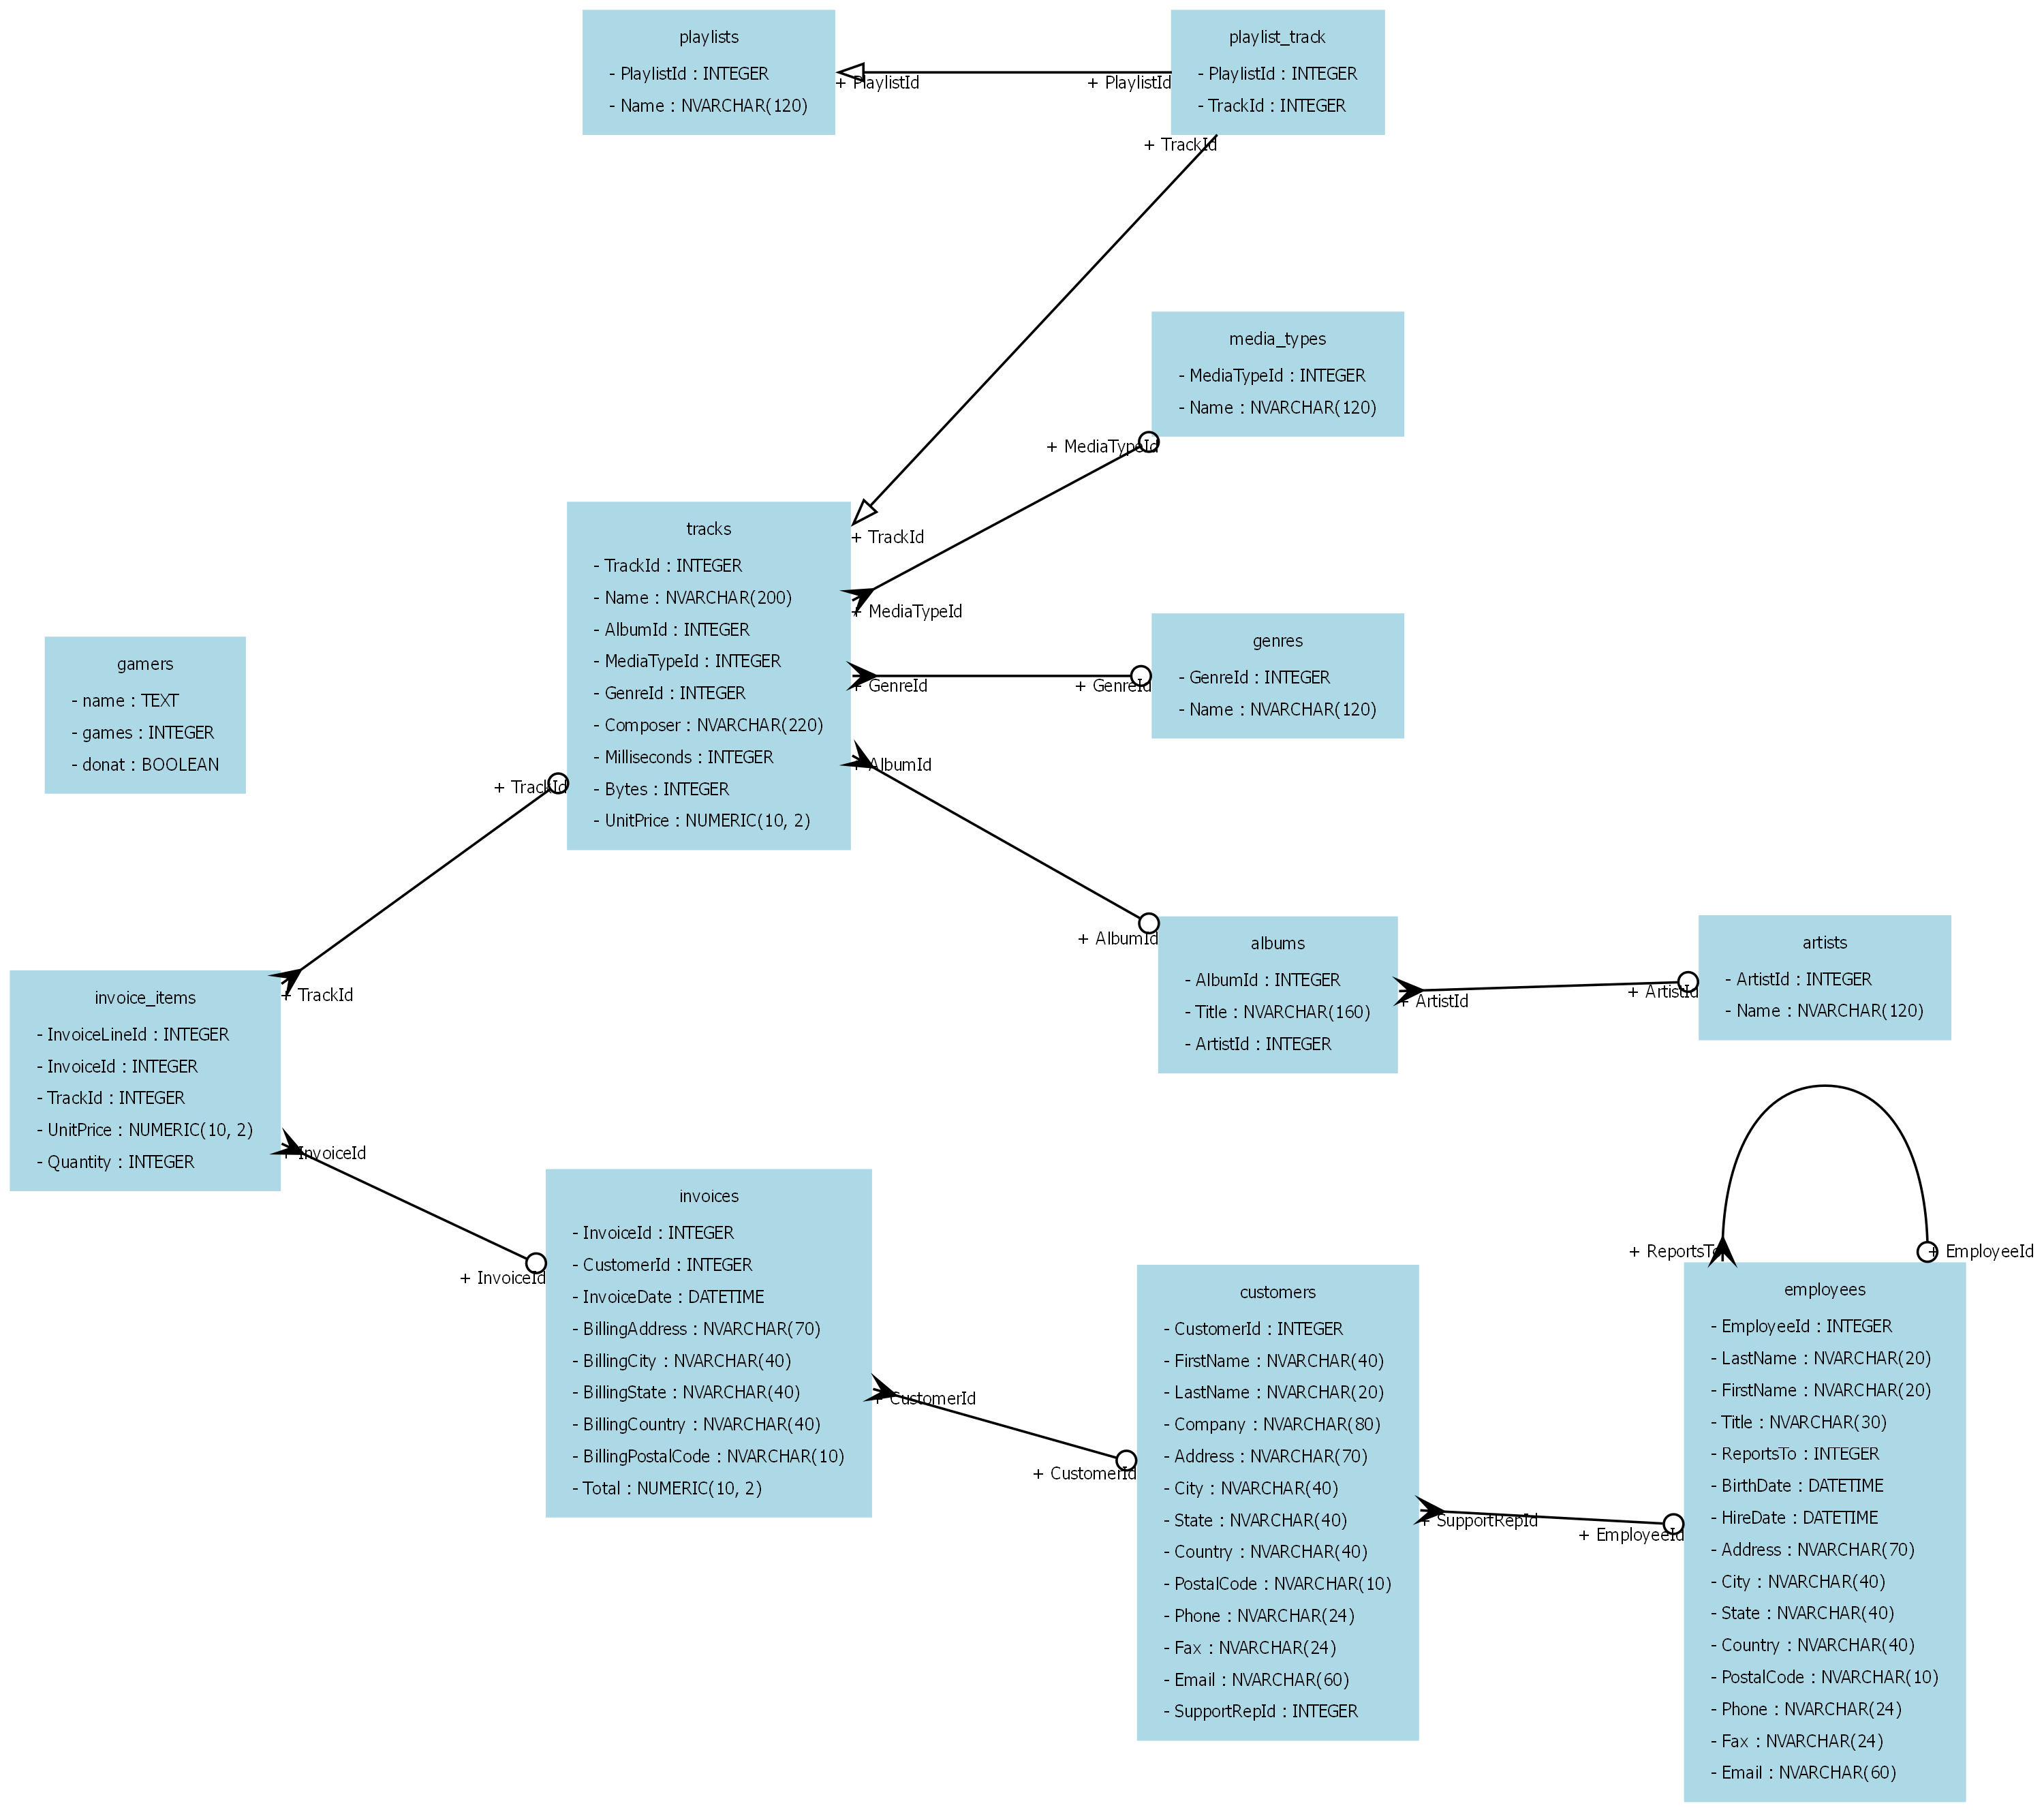 playlists
- PlaylistId : INTEGER
- Name : NVARCHAR(120)
+ PlaylistId
+ PlaylistId
playlist_track
- PlaylistId : INTEGER
- TrackId : INTEGER
+ TrackId
media_types
- MediaTypeId : INTEGER
- Name : NVARCHAR(120)
+ MediaTypeId
tracks
- TrackId : INTEGER
- Name : NVARCHAR(200)
- AlbumId : INTEGER
- MediaTypeId : INTEGER
- GenreId : INTEGER
- Composer : NVARCHAR(220)
- Milliseconds : INTEGER
- Bytes : INTEGER
- UnitPrice : NUMERIC(10, 2)
+ TrackId
+ MediaTypeId
+ GenreId
+ GenreId
+ AlbumId
genres
- GenreId : INTEGER
- Name : NVARCHAR(120)
gamers
- name : TEXT
- games : INTEGER
- donat : BOOLEAN
+ TrackId
+ AlbumId
albums
- AlbumId : INTEGER
- Title : NVARCHAR(160)
- ArtistId : INTEGER
+ ArtistId
+ ArtistId
artists
- ArtistId : INTEGER
- Name : NVARCHAR(120)
invoice_items
- InvoiceLineId : INTEGER
- InvoiceId : INTEGER
- TrackId : INTEGER
- UnitPrice : NUMERIC(10, 2)
- Quantity : INTEGER
+ TrackId
+ InvoiceId
+ InvoiceId
invoices
- InvoiceId : INTEGER
- CustomerId : INTEGER
- InvoiceDate : DATETIME
- BillingAddress : NVARCHAR(70)
- BillingCity : NVARCHAR(40)
- BillingState : NVARCHAR(40)
- BillingCountry : NVARCHAR(40)
- BillingPostalCode : NVARCHAR(10)
- Total : NUMERIC(10, 2)
+ CustomerId
+ CustomerId
customers
- CustomerId : INTEGER
- FirstName : NVARCHAR(40)
- LastName : NVARCHAR(20)
- Company : NVARCHAR(80)
- Address : NVARCHAR(70)
- City : NVARCHAR(40)
- State : NVARCHAR(40)
- Country : NVARCHAR(40)
- PostalCode : NVARCHAR(10)
- Phone : NVARCHAR(24)
- Fax : NVARCHAR(24)
- Email : NVARCHAR(60)
- SupportRepId : INTEGER
+ SupportRepId
+ EmployeeId
+ ReportsTo
+ EmployeeId
employees
- EmployeeId : INTEGER
- LastName : NVARCHAR(20)
- FirstName : NVARCHAR(20)
- Title : NVARCHAR(30)
- ReportsTo : INTEGER
- BirthDate : DATETIME
- HireDate : DATETIME
- Address : NVARCHAR(70)
- City : NVARCHAR(40)
- State : NVARCHAR(40)
- Country : NVARCHAR(40)
- PostalCode : NVARCHAR(10)
- Phone : NVARCHAR(24)
- Fax : NVARCHAR(24)
- Email : NVARCHAR(60)